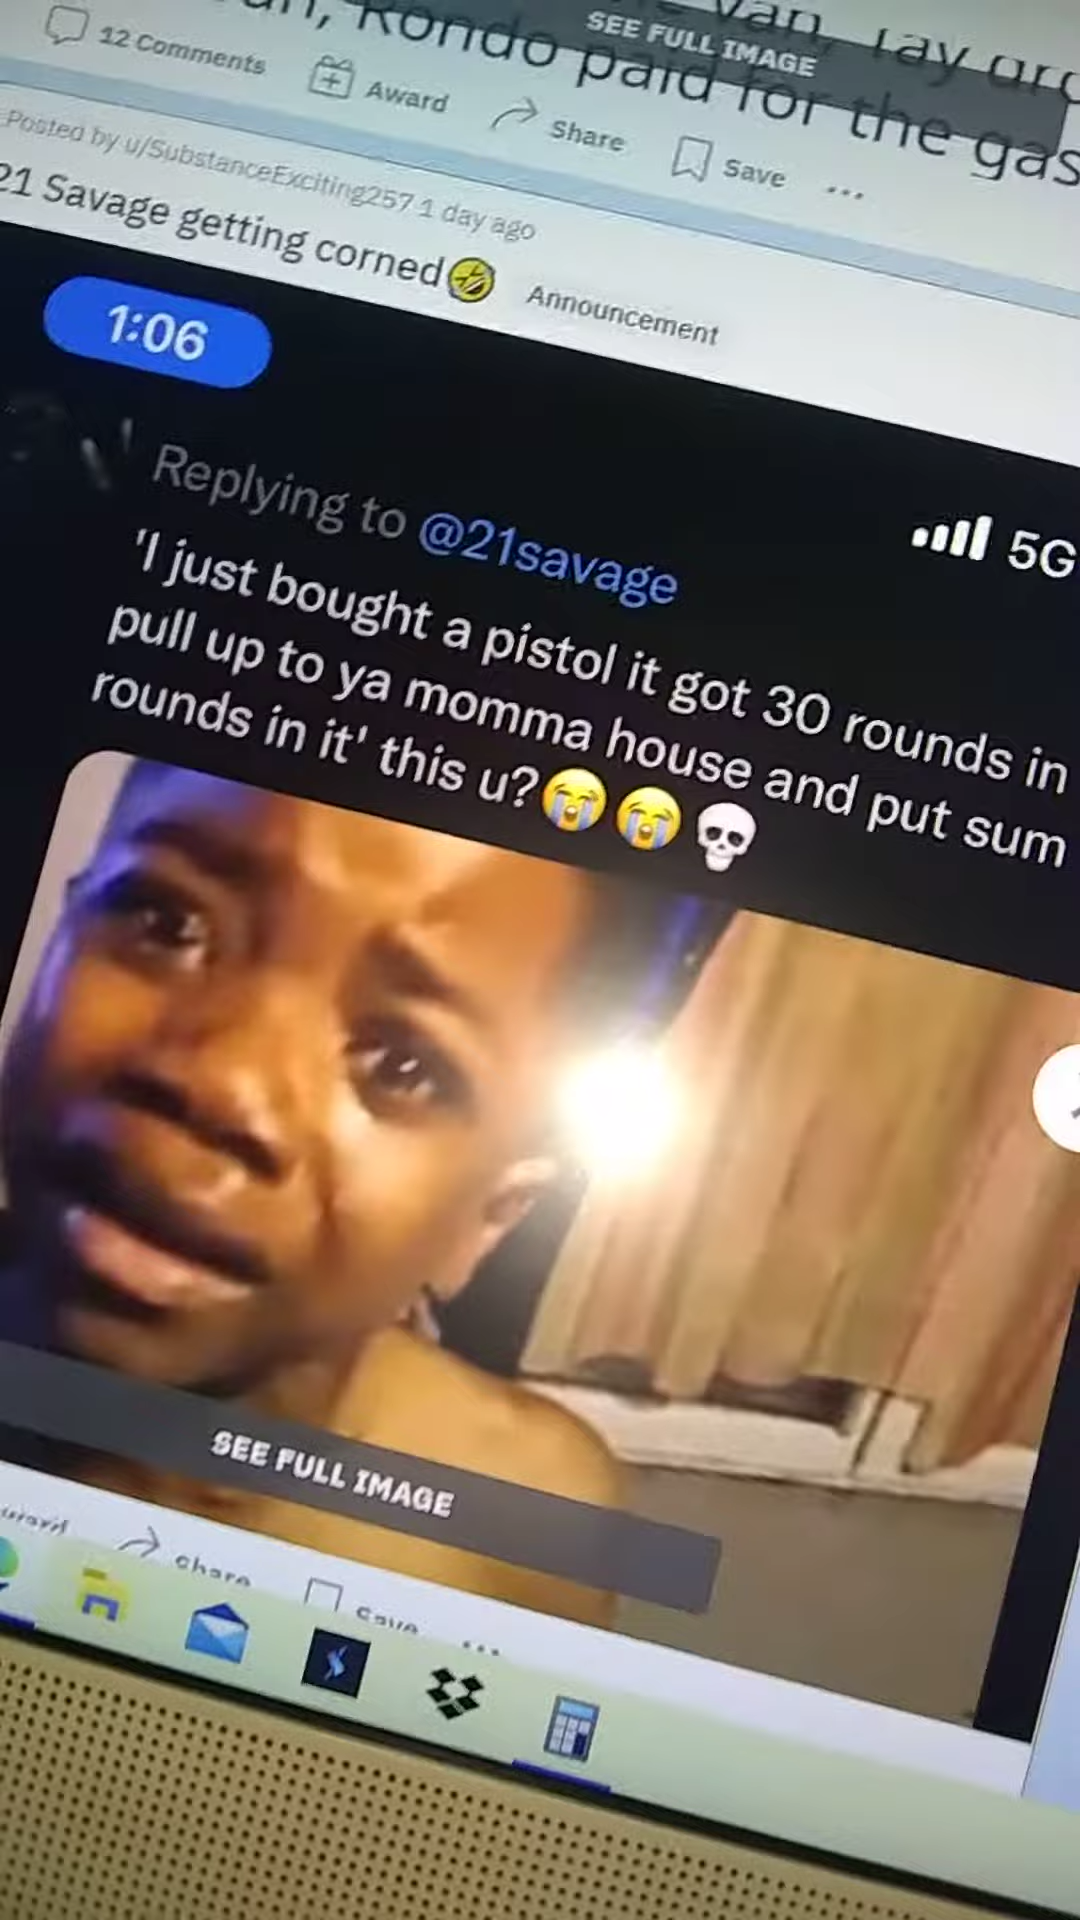 van, Tay
SEE FULL IMAGE
Rondo paid for the gas
12 Comments Award Share Save ...
Posted by u/SubstanceExciting257 1 day ago
21 Savage getting corned🤣 Announcement
1:06
5G
Replying to @21savage
'I just bought a pistol it got 30 rounds in
pull up to ya momma house and put sum
rounds in it' this u?😭😭💀
SEE FULL IMAGE
Share Save ...